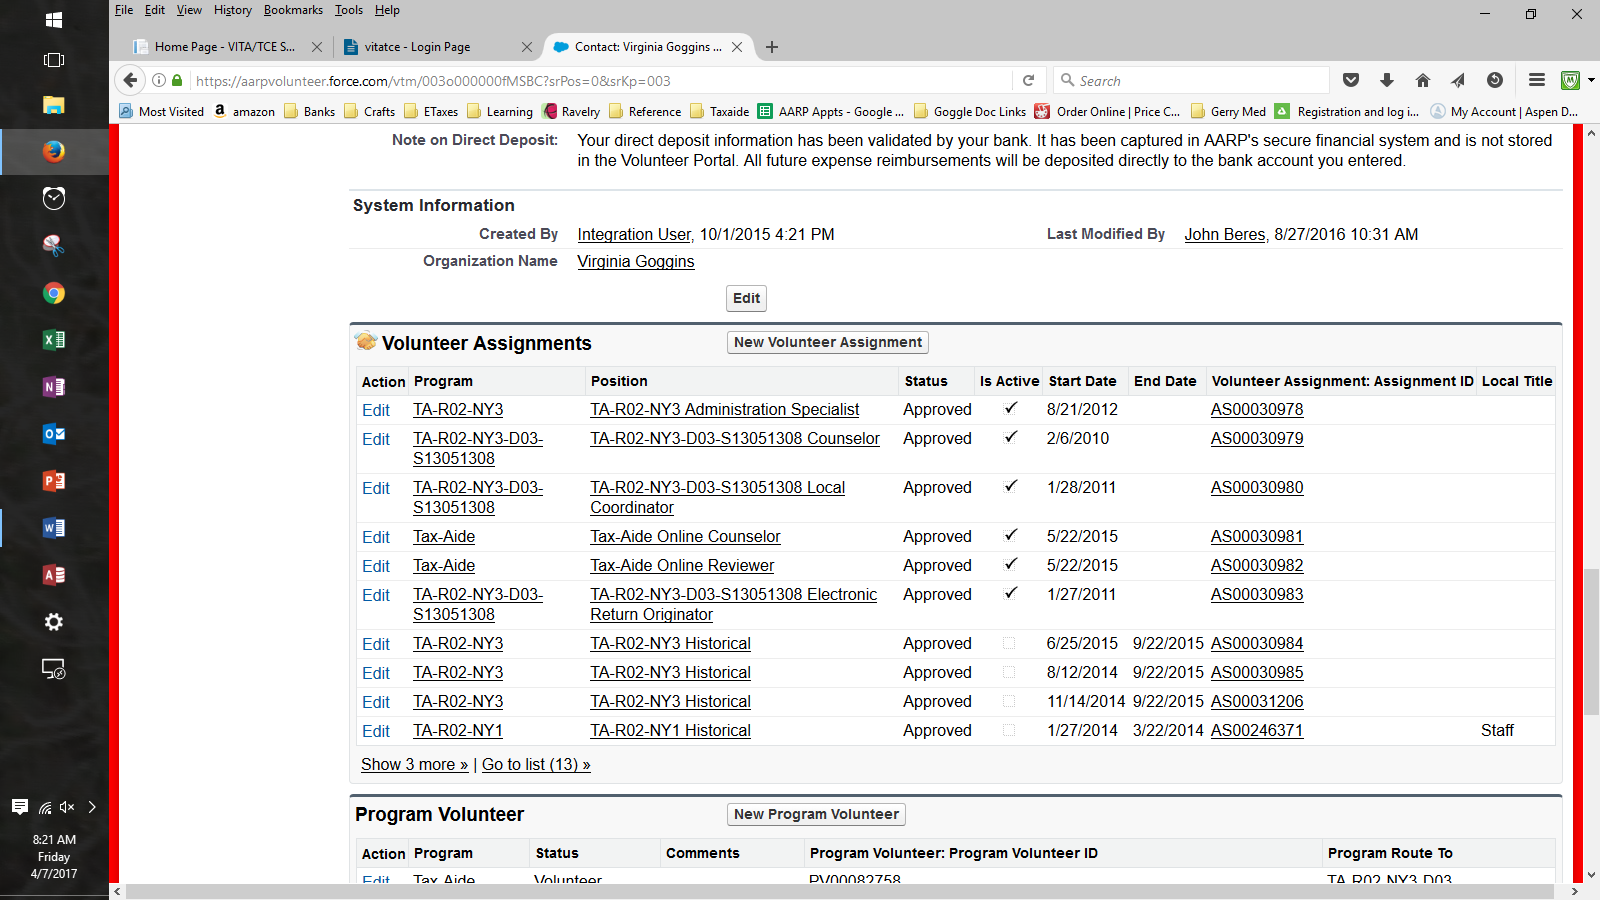 File Edit View History Bookmarks Tools Help
Home Page - VITA/TCE S... vitatce - Login Page Contact: Virginia Goggins ...
https://aarpvolunteer.force.com/vtm/003o000000fMSBC?srPos=0&srKp=003 Search
Most Visited amazon Banks Crafts ETaxes Learning Ravelry Reference Taxaide AARP Appts - Google ... Goggle Doc Links Order Online | Price C... Gerry Med Registration and log i... My Account | Aspen D...
Note on Direct Deposit: Your direct deposit information has been validated by your bank. It has been captured in AARP's secure financial system and is not stored
in the Volunteer Portal. All future expense reimbursements will be deposited directly to the bank account you entered.
System Information
Created By Integration User, 10/1/2015 4:21 PM Last Modified By John Beres, 8/27/2016 10:31 AM
Organization Name Virginia Goggins
Edit
Volunteer Assignments New Volunteer Assignment
Action Program Position Status Is Active Start Date End Date Volunteer Assignment: Assignment ID Local Title
Edit TA-R02-NY3 TA-R02-NY3 Administration Specialist Approved 8/21/2012 AS00030978
Edit TA-R02-NY3-D03- TA-R02-NY3-D03-S13051308 Counselor Approved 2/6/2010 AS00030979
S13051308
Edit TA-R02-NY3-D03- TA-R02-NY3-D03-S13051308 Local Approved 1/28/2011 AS00030980
S13051308 Coordinator
Edit Tax-Aide Tax-Aide Online Counselor Approved 5/22/2015 AS00030981
Edit Tax-Aide Tax-Aide Online Reviewer Approved 5/22/2015 AS00030982
Edit TA-R02-NY3-D03- TA-R02-NY3-D03-S13051308 Electronic Approved 1/27/2011 AS00030983
S13051308 Return Originator
Edit TA-R02-NY3 TA-R02-NY3 Historical Approved 6/25/2015 9/22/2015 AS00030984
Edit TA-R02-NY3 TA-R02-NY3 Historical Approved 8/12/2014 9/22/2015 AS00030985
Edit TA-R02-NY3 TA-R02-NY3 Historical Approved 11/14/2014 9/22/2015 AS00031206
Edit TA-R02-NY1 TA-R02-NY1 Historical Approved 1/27/2014 3/22/2014 AS00246371 Staff
Show 3 more » | Go to list (13) »
Program Volunteer New Program Volunteer
Action Program Status Comments Program Volunteer: Program Volunteer ID Program Route To
Edit Tax-Aide Volunteer PV00082758 TA-R02-NY3-D03-
8:21 AM
Friday
4/7/2017